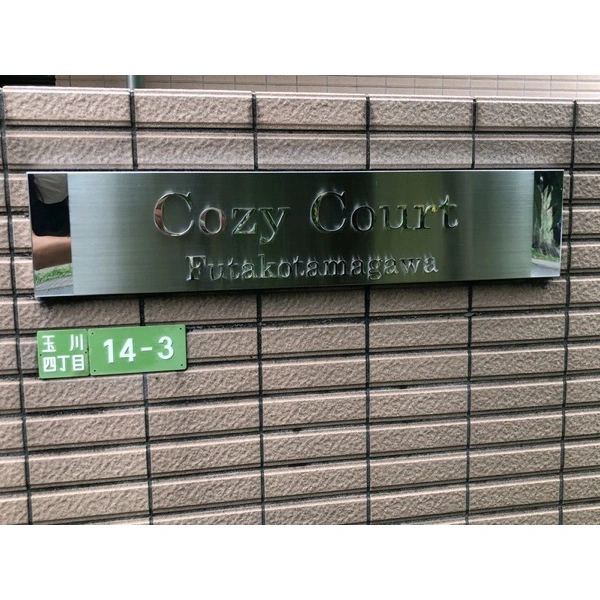 Cozy Court
Futakotamagawa
玉川
四丁目
14-3